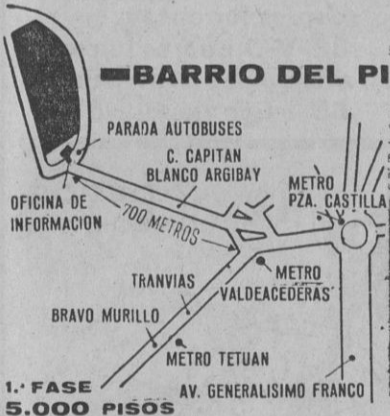 BARRIO DEL PI
PARADA AUTOBUSES
C. CAPITAN
BLANCO ARGIBAY
METRO
PZA. CASTILLA
OFICINA DE
INFORMACION
700 METROS
TRANVIAS
METRO
VALDEACEDERAS
BRAVO MURILLO
METRO TETUAN
AV. GENERALISIMO FRANCO
1.ª FASE
5.000 PISOS